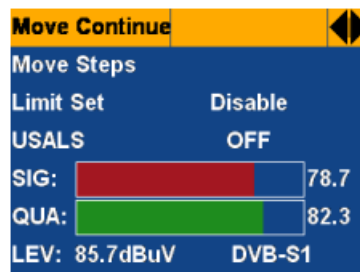 Move Continue
Move Steps
Limit Set Disable
USALS OFF
SIG: 78.7
QUA: 82.3
LEV: 85.7dBuV DVB-S1